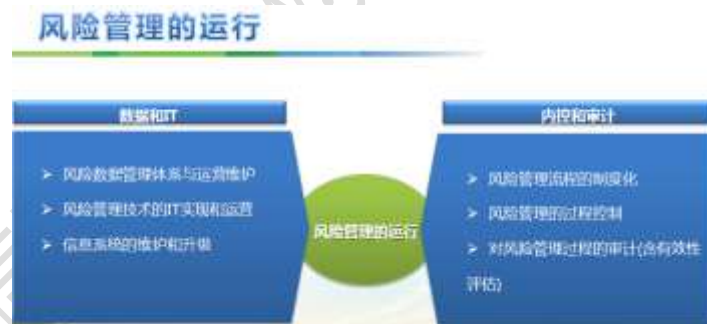 风险管理的运行
数据和IT
风险数据管理体系与运营维护
风险管理技术的IT实现和运营
信息系统的维护和升级
风险管理的运行
内控和审计
风险管理流程的制度化
风险管理的过程控制
对风险管理过程的审计(含有效性
评估)